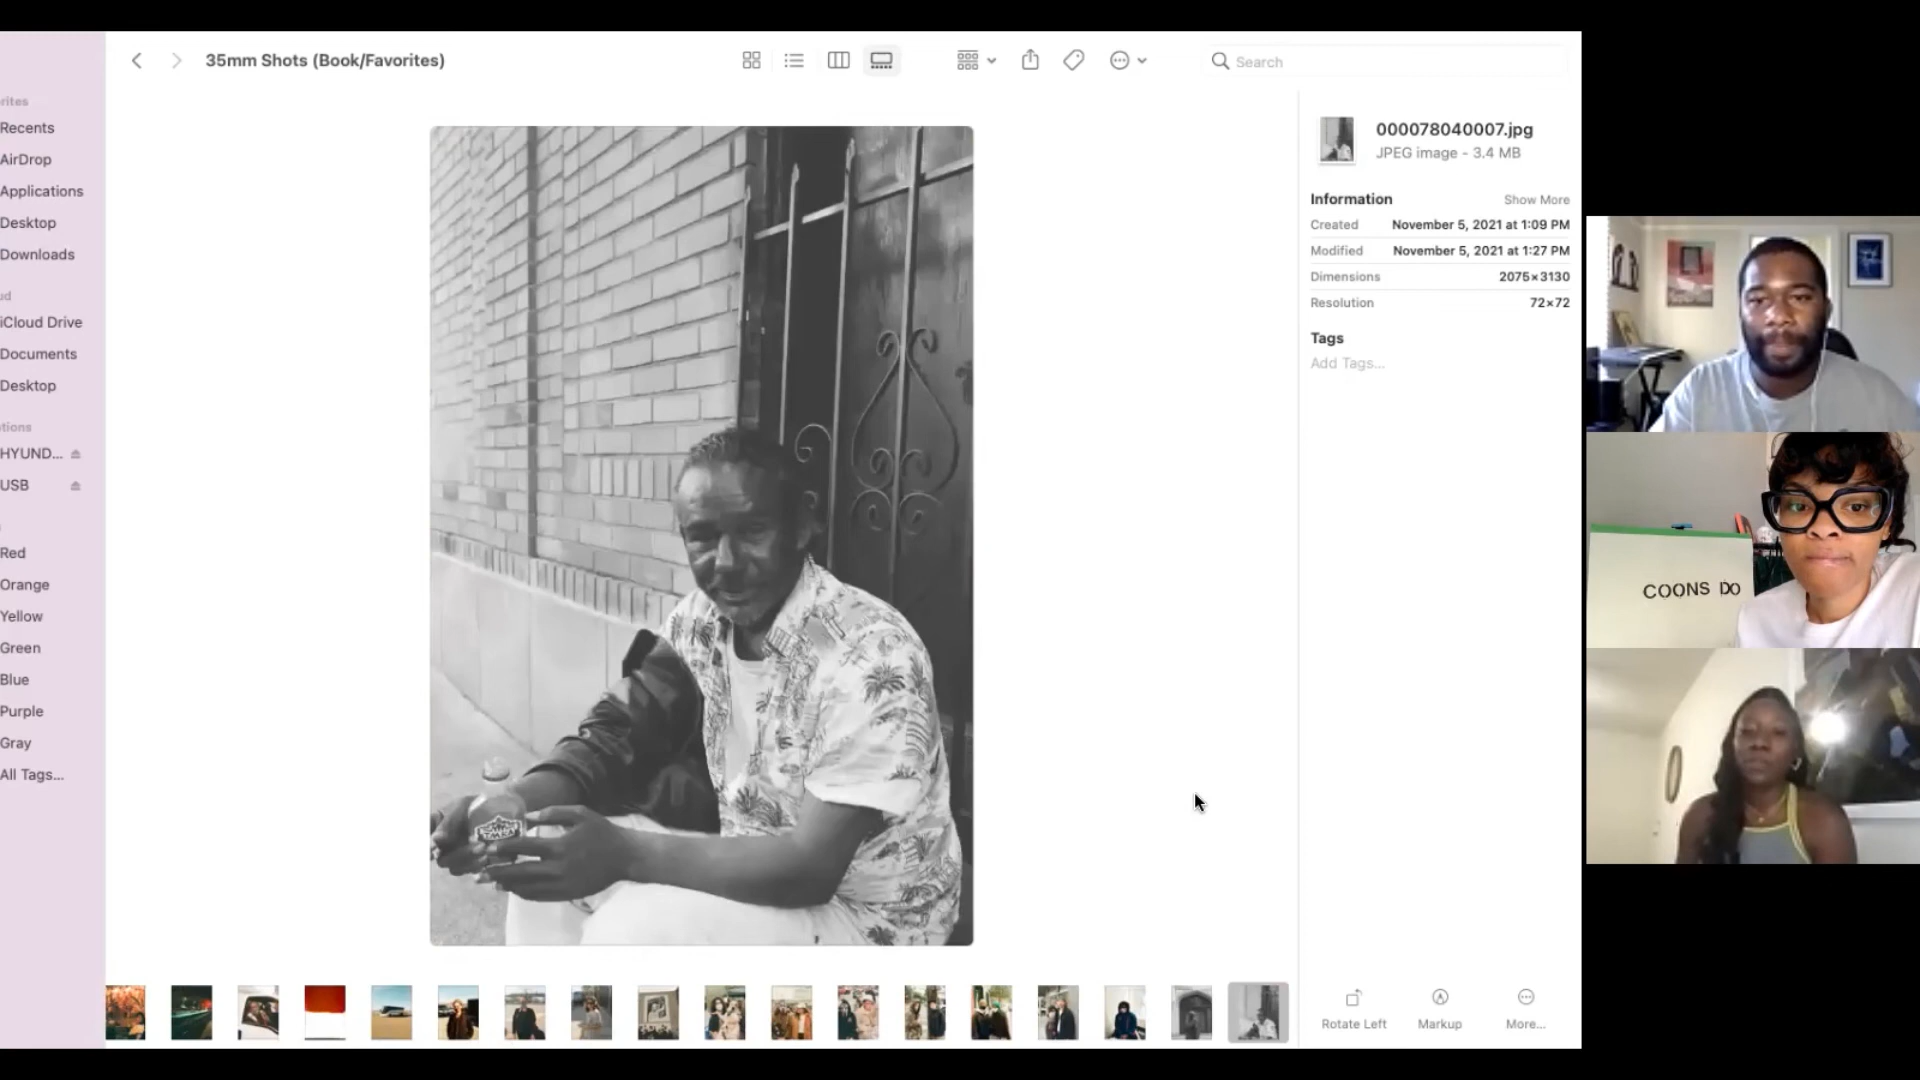 35mm Shots (Book/Favorites)
Search
rites
Recents
AirDrop
Applications
Desktop
Downloads
ud
iCloud Drive
Documents
Desktop
tions
HYUND...
USB
Red
Orange
Yellow
Green
Blue
Purple
Gray
All Tags...
000078040007.jpg
JPEG image - 3.4 MB
Information Show More
Created November 5, 2021 at 1:09 PM
Modified November 5, 2021 at 1:27 PM
Dimensions 2075×3130
Resolution 72×72
Tags
Add Tags...
Rotate Left
Markup
More...
COONS DO